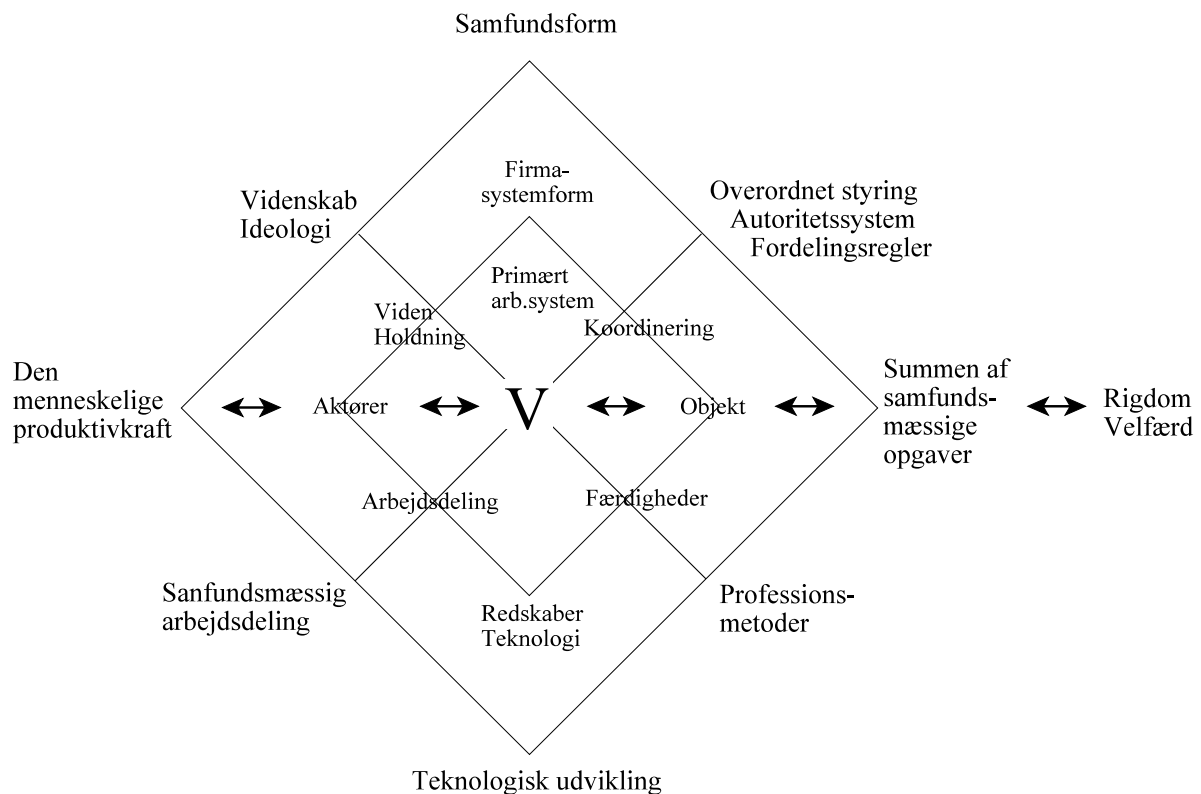 Samfundsform
Firma-
systemform
Videnskab
Ideologi
Overordnet styring
Autoritetssystem
Fordelingsregler
Primært
arb.system
Viden
Holdning
Koordinering
Den
menneskelige
produktivkraft
Aktører
V
Objekt
Summen af
samfunds-
mæssige
opgaver
Rigdom
Velfærd
Arbejdsdeling
Færdigheder
Sanfundsmæssig
arbejdsdeling
Redskaber
Teknologi
Professions-
metoder
Teknologisk udvikling